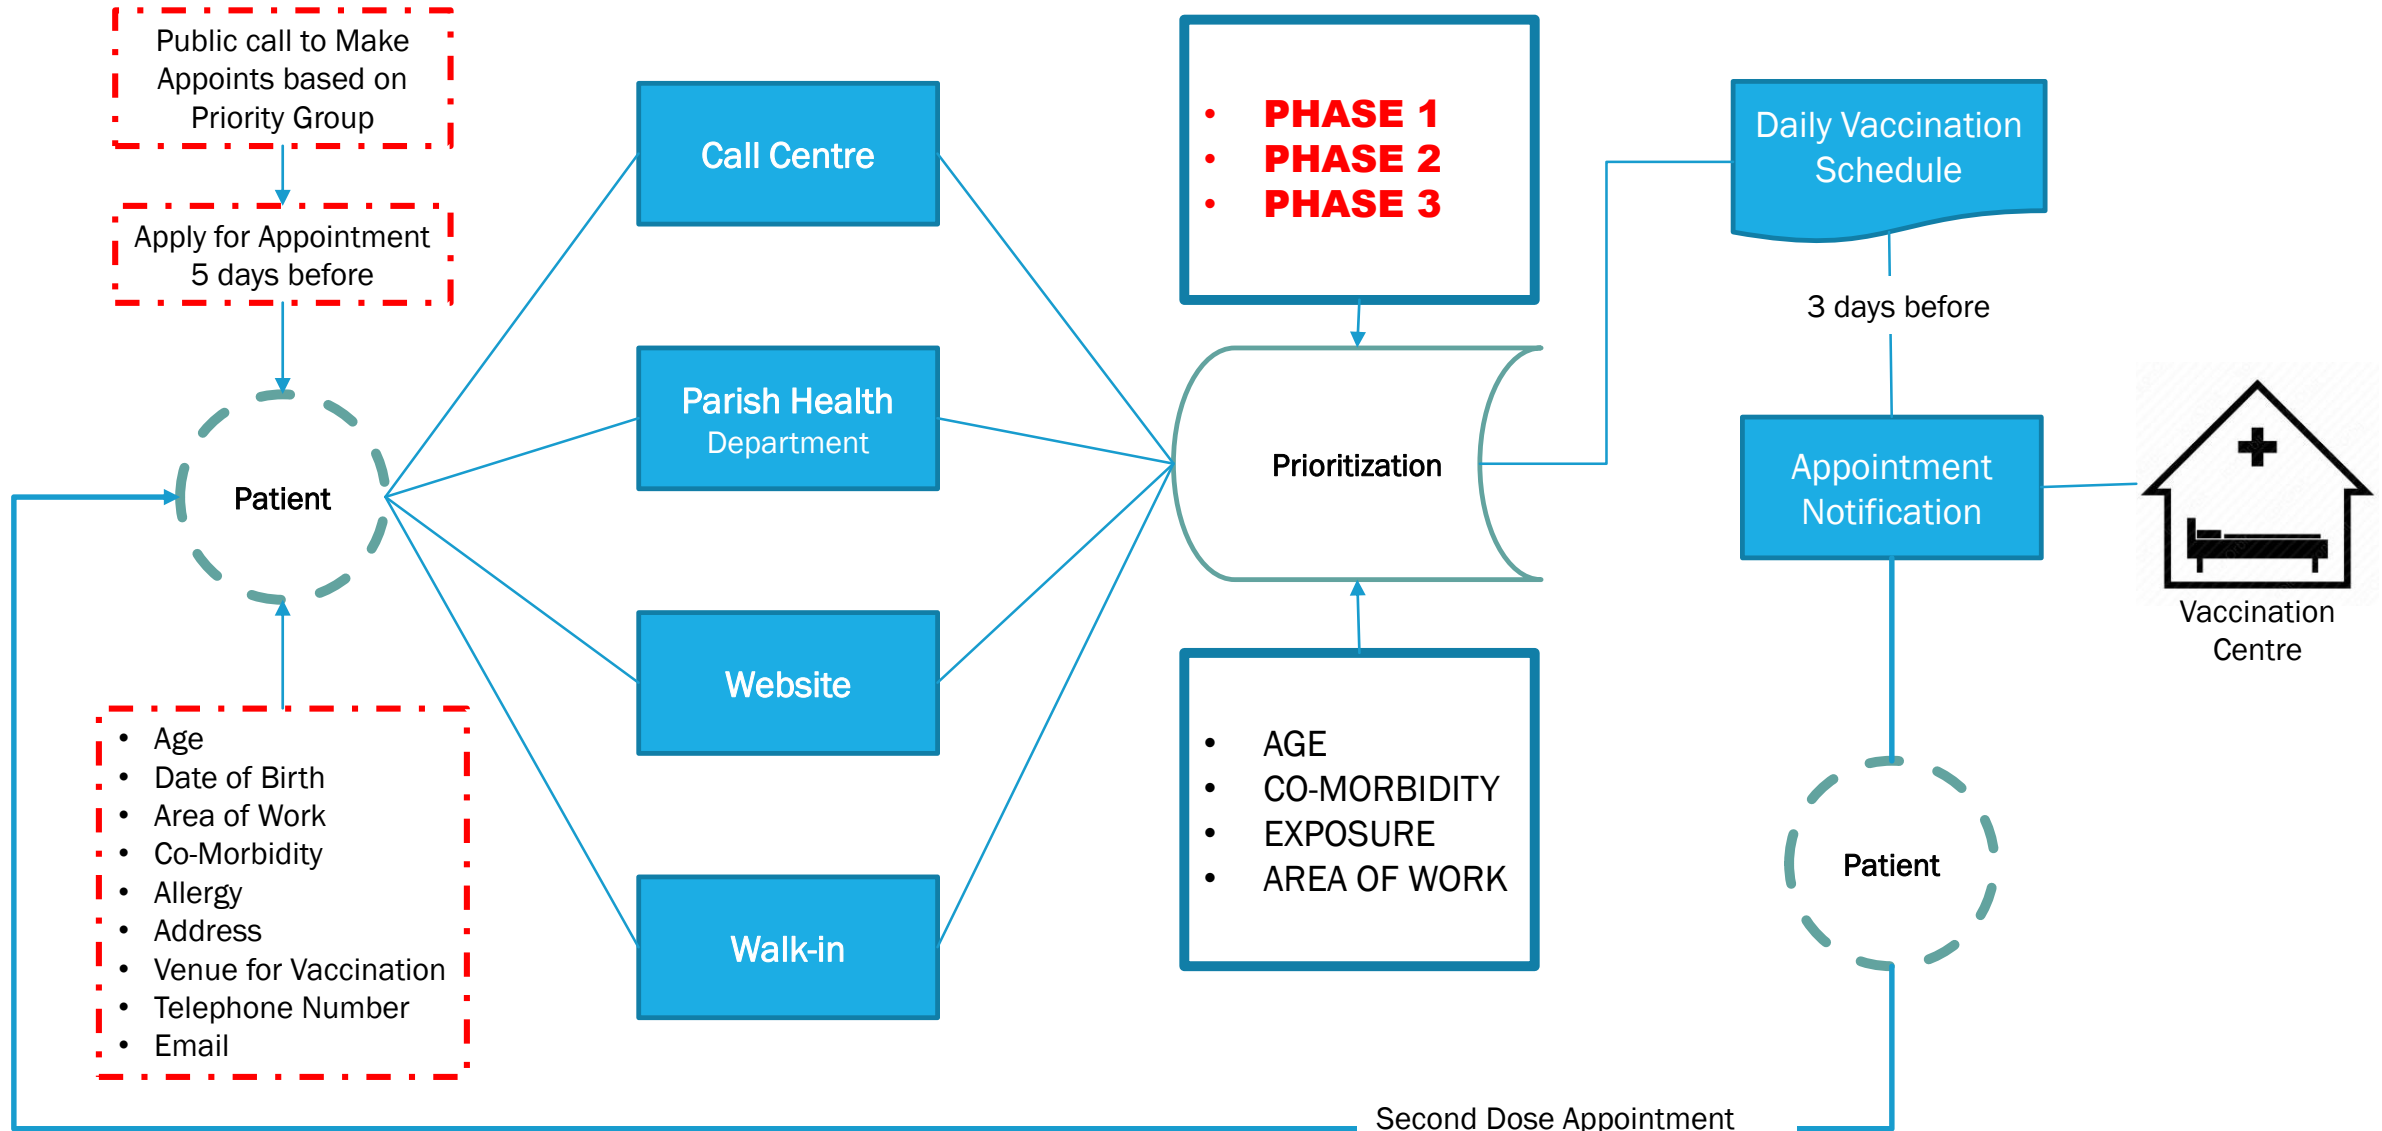 Public call to Make
Appoints based on
Priority Group
Apply for Appointment
5 days before
Patient
• Age
• Date of Birth
• Area of Work
• Co-Morbidity
• Allergy
• Address
• Venue for Vaccination
• Telephone Number
• Email
Call Centre
Parish Health
Department
Website
Walk-in
• PHASE 1
• PHASE 2
• PHASE 3
Prioritization
• AGE
• CO-MORBIDITY
• EXPOSURE
• AREA OF WORK
Daily Vaccination
Schedule
3 days before
Appointment
Notification
Vaccination
Centre
Patient
Second Dose Appointment